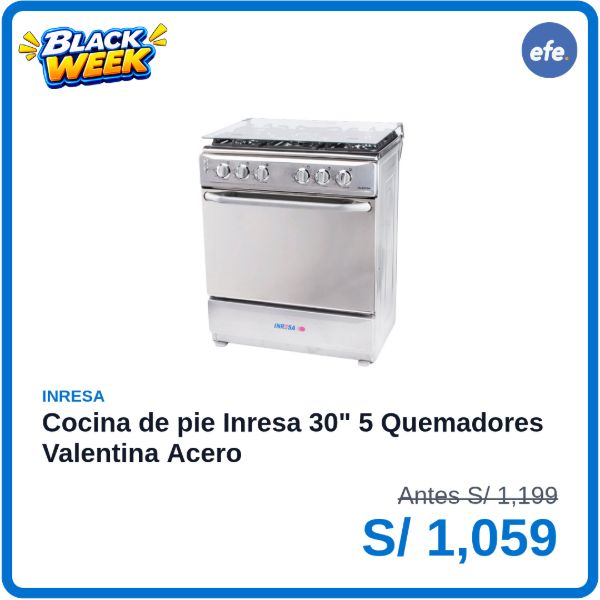 BLACK
WEEK
efe.
INRESA
INRESA
Cocina de pie Inresa 30" 5 Quemadores
Valentina Acero
Antes S/ 1,199
S/ 1,059